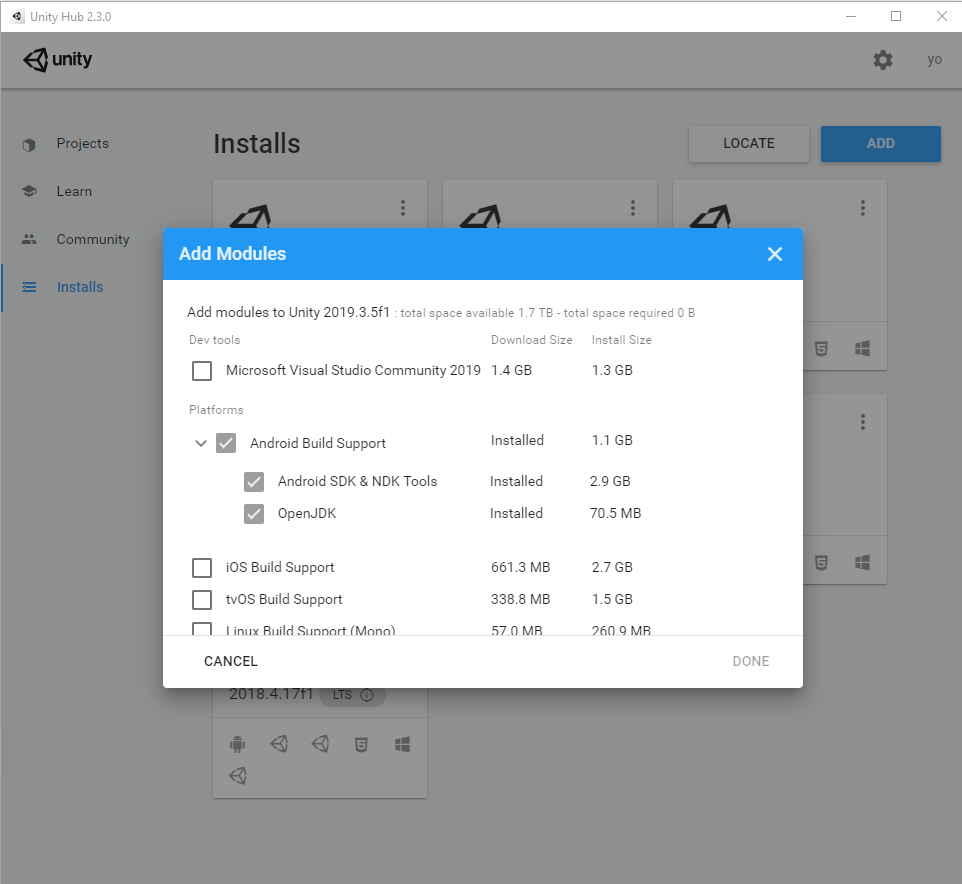 Unity Hub 2.3.0
unity
yo
Projects
Learn
Community
Installs
Installs
LOCATE
ADD
Add Modules
Add modules to Unity 2019.3.5f1 : total space available 1.7 TB - total space required 0 B
Dev tools Download Size Install Size
Microsoft Visual Studio Community 2019 1.4 GB 1.3 GB
Platforms
Android Build Support Installed 1.1 GB
Android SDK & NDK Tools Installed 2.9 GB
OpenJDK Installed 70.5 MB
iOS Build Support 661.3 MB 2.7 GB
tvOS Build Support 338.8 MB 1.5 GB
Linux Build Support (Mono) 57.0 MB 260.9 MB
CANCEL
DONE
2018.4.17f1 LTS